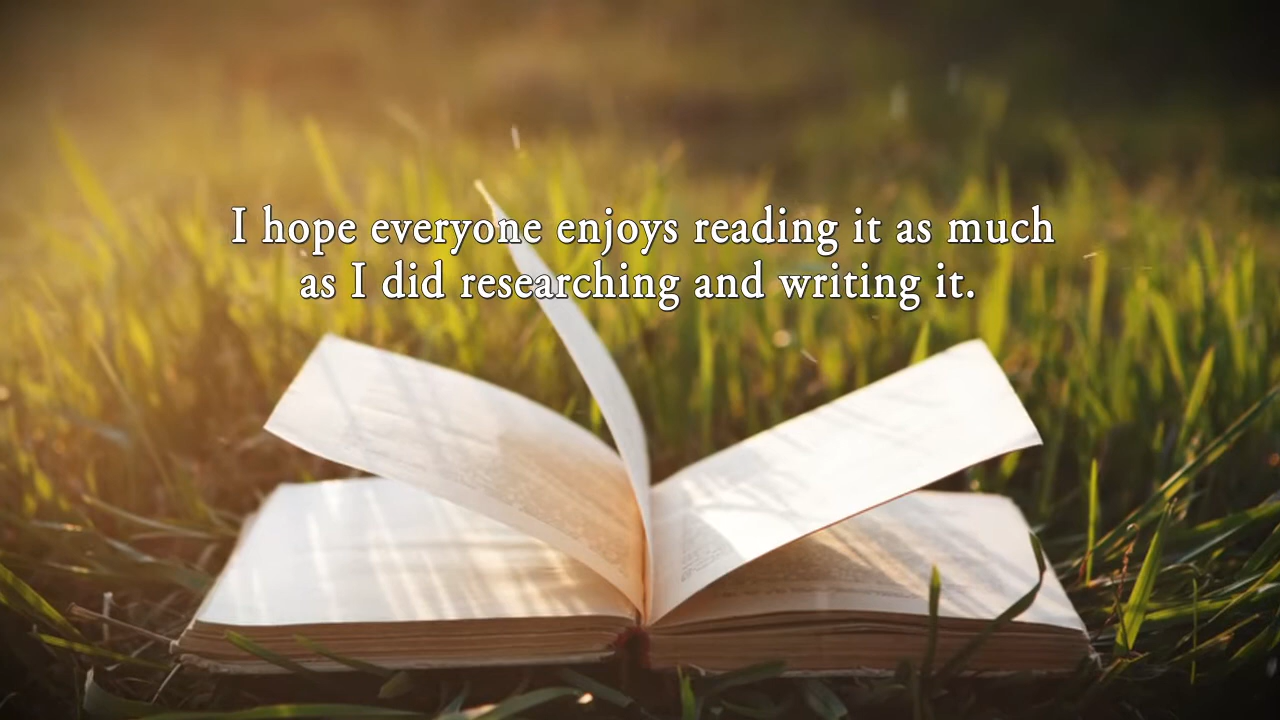 I hope everyone enjoys reading it as much
as I did researching and writing it.